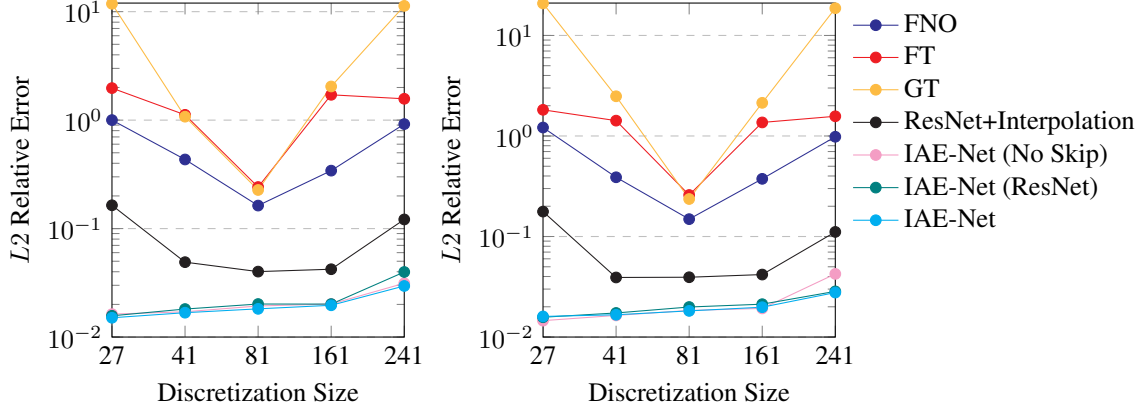 10^1
10^0
10^{-1}
10^{-2}
L2 Relative Error
27 41 81 161 241
Discretization Size
10^1
10^0
10^{-1}
10^{-2}
L2 Relative Error
27 41 81 161 241
Discretization Size
FNO
FT
GT
ResNet+Interpolation
IAE-Net (No Skip)
IAE-Net (ResNet)
IAE-Net